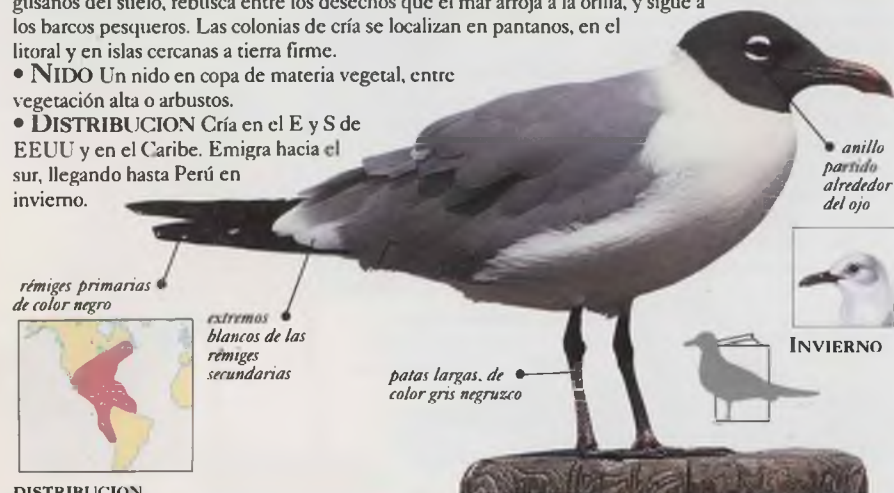 gusanos del suelo, rebusca entre los desechos que el mar arroja a la orilla, y sigue a
los barcos pesqueros. Las colonias de cría se localizan en pantanos, en el
litoral y en islas cercanas a tierra firme.
• NIDO Un nido en copa de materia vegetal, entre
vegetación alta o arbustos.
• DISTRIBUCION Cría en el E y S de
EEUU y en el Caribe. Emigra hacia el
sur, llegando hasta Perú en
invierno.
anillo
partido
alrededor
del ojo
rémiges primarias
de color negro
extremos
blancos de las
rémiges
secundarias
patas largas, de
color gris negruzco
INVIERNO
DISTRIBUCION